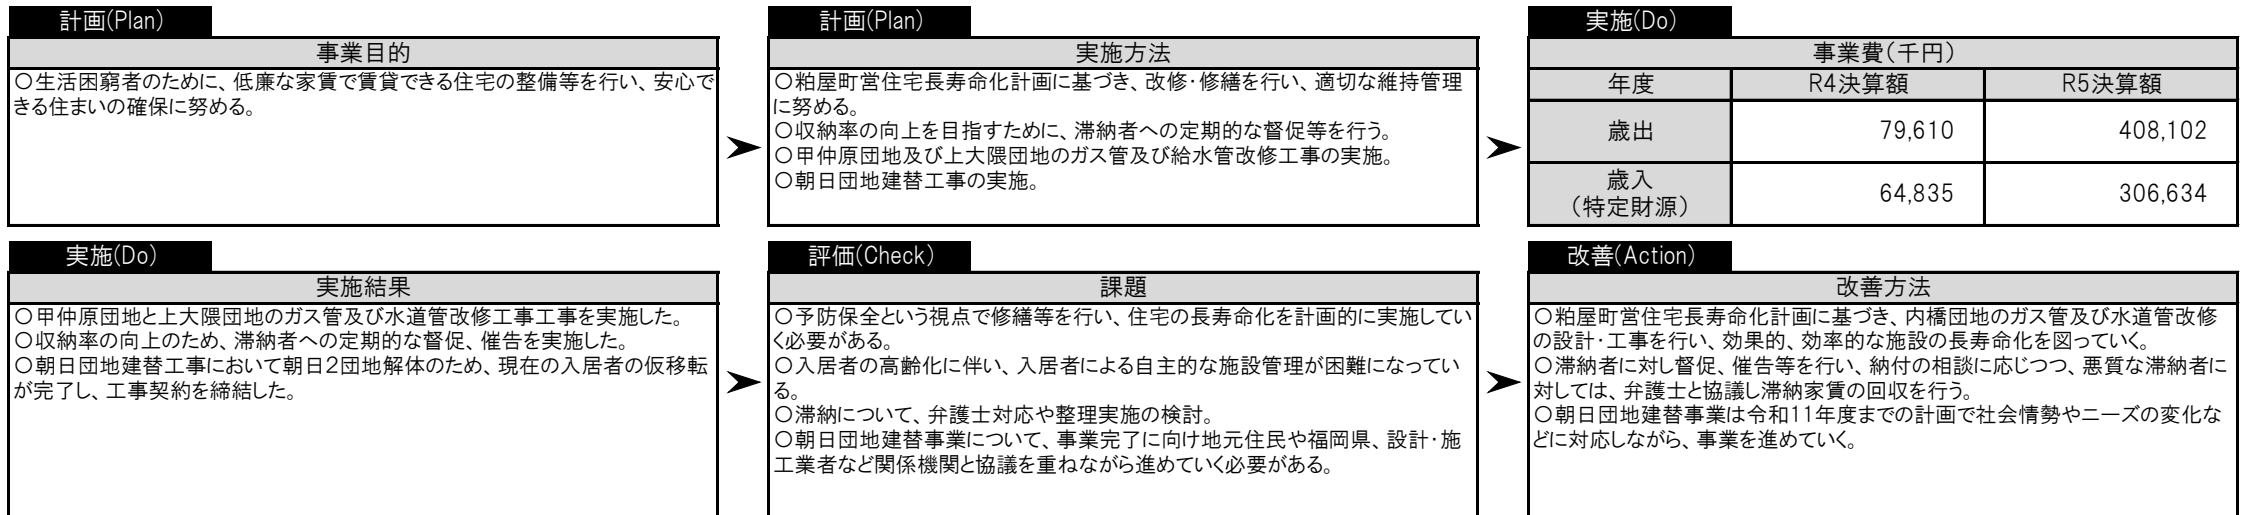 計画(Plan)
事業目的
○生活困窮者のために、低廉な家賃で賃貸できる住宅の整備等を行い、安心で
きる住まいの確保に努める。
計画(Plan)
実施方法
○粕屋町営住宅長寿命化計画に基づき、改修・修繕を行い、適切な維持管理
に努める。
○収納率の向上を目指すために、滞納者への定期的な督促等を行う。
○甲仲原団地及び上大隈団地のガス管及び給水管改修工事の実施。
○朝日団地建替工事の実施。
実施(Do)
事業費(千円)
年度 R4決算額 R5決算額
歳出 79,610 408,102
歳入
(特定財源) 64,835 306,634
実施(Do)
実施結果
○甲仲原団地と上大隈団地のガス管及び水道管改修工事工事を実施した。
○収納率の向上のため、滞納者への定期的な督促、催告を実施した。
○朝日団地建替工事において朝日2団地解体のため、現在の入居者の仮移転
が完了し、工事契約を締結した。
評価(Check)
課題
○予防保全という視点で修繕等を行い、住宅の長寿命化を計画的に実施してい
く必要がある。
○入居者の高齢化に伴い、入居者による自主的な施設管理が困難になってい
る。
○滞納について、弁護士対応や整理実施の検討。
○朝日団地建替事業について、事業完了に向け地元住民や福岡県、設計・施
工業者など関係機関と協議を重ねながら進めていく必要がある。
改善(Action)
改善方法
○粕屋町営住宅長寿命化計画に基づき、内橋団地のガス管及び水道管改修
の設計・工事を行い、効果的、効率的な施設の長寿命化を図っていく。
○滞納者に対し督促、催告等を行い、納付の相談に応じつつ、悪質な滞納者に
対しては、弁護士と協議し滞納家賃の回収を行う。
○朝日団地建替事業は令和11年度までの計画で社会情勢やニーズの変化な
どに対応しながら、事業を進めていく。